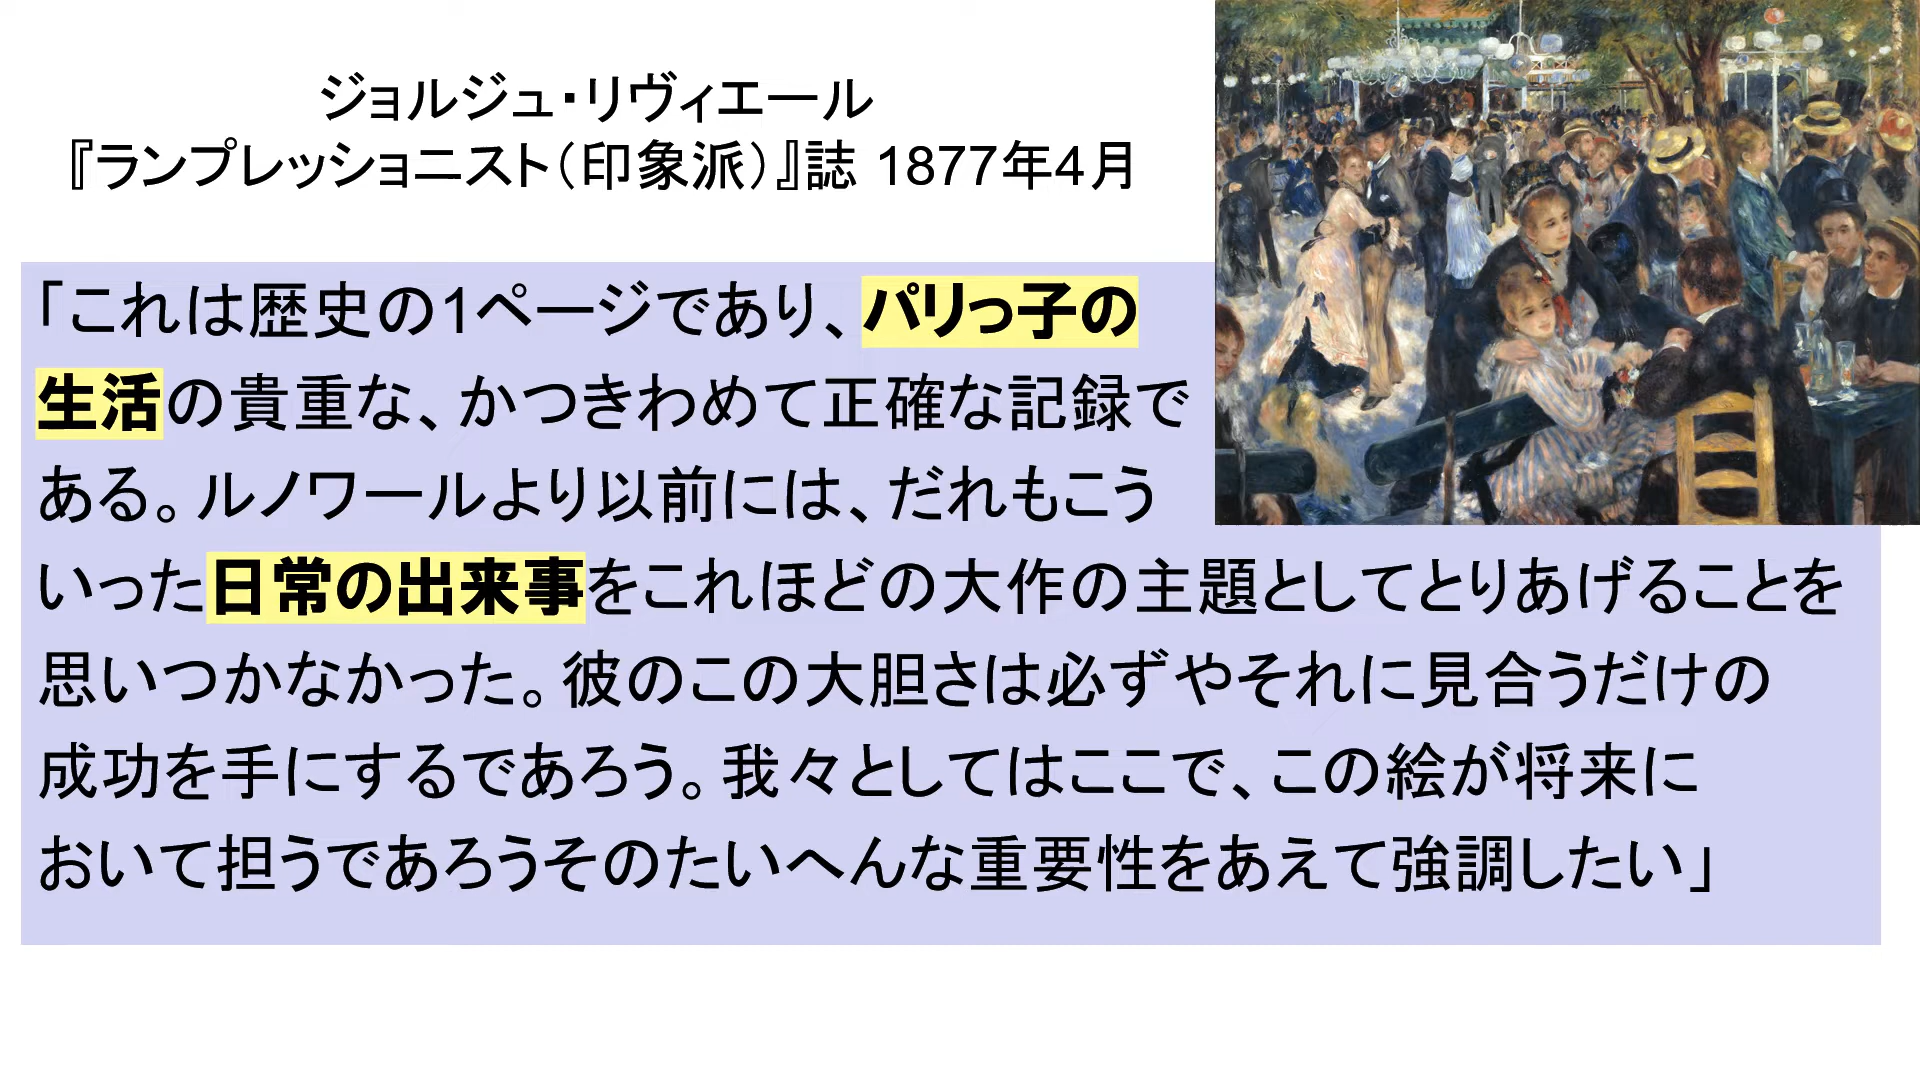 ジョルジュ・リヴィエール
『ランプレッショニスト（印象派）』誌 1877年4月
「これは歴史の1ページであり、パリっ子の
生活の貴重な、かつきわめて正確な記録で
ある。ルノワールより以前には、だれもこう
いった日常の出来事をこれほどの大作の主題としてとりあげることを
思いつかなかった。彼のこの大胆さは必ずやそれに見合うだけの
成功を手にするであろう。我々としてはここで、この絵が将来に
おいて担うであろうそのたいへんな重要性をあえて強調したい」